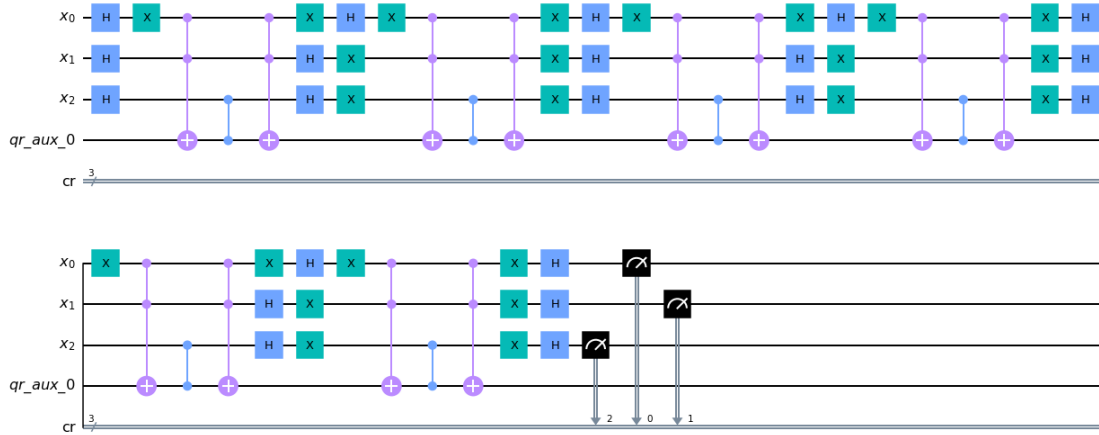 x₀ H X X H X X H X X H X X H
x₁ H H X X H H X X H
x₂ H H X X H H X X H
qr_aux_0
cr 3
x₀ X X H X X H
x₁ H X X H
x₂ H X X H
qr_aux_0
cr 3 2 0 1